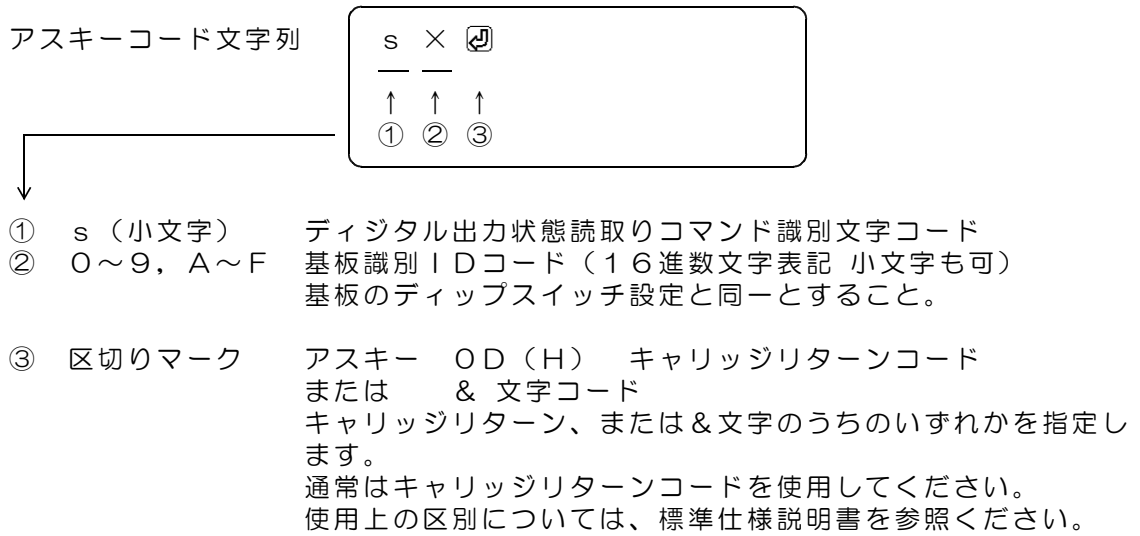 アスキーコード文字列
ｓ × ⏎
↑ ↑ ↑
① ② ③
① ｓ（小文字） ディジタル出力状態読取りコマンド識別文字コード
② ０～９，Ａ～Ｆ 基板識別ＩＤコード（１６進数文字表記 小文字も可）
基板のディップスイッチ設定と同一とすること。
③ 区切りマーク アスキー ０Ｄ（Ｈ） キャリッジリターンコード
または ＆ 文字コード
キャリッジリターン、または＆文字のうちのいずれかを指定し
ます。
通常はキャリッジリターンコードを使用してください。
使用上の区別については、標準仕様説明書を参照ください。